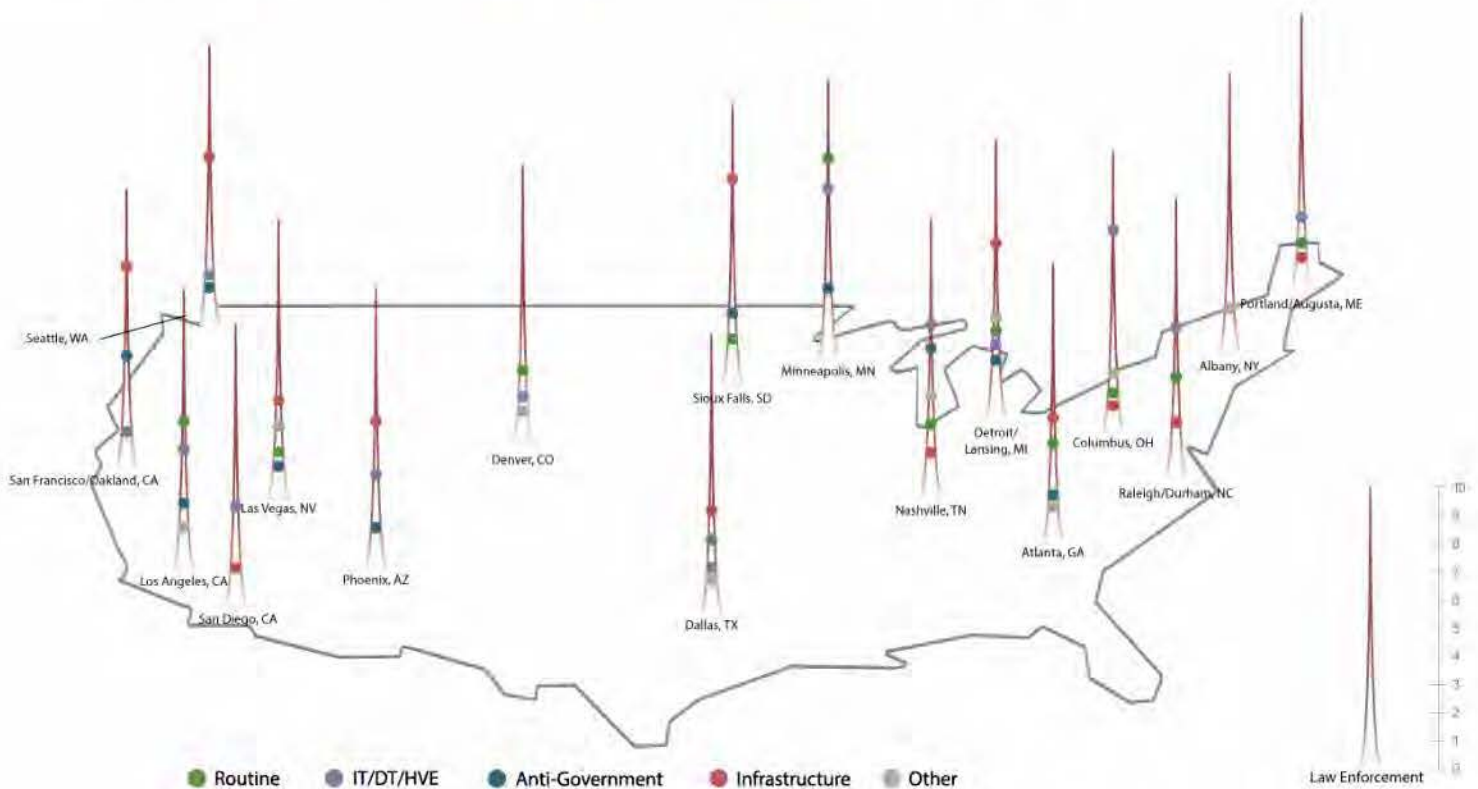 Seattle, WA
Portland/Augusta, ME
Minneapolis, MN
Albany, NY
Sioux Falls, SD
Detroit/
Lansing, MI
Columbus, OH
Denver, CO
San Francisco/Oakland, CA
Las Vegas, NV
Nashville, TN
Raleigh/Durham, NC
Atlanta, GA
Los Angeles, CA
Phoenix, AZ
San Diego, CA
Dallas, TX
10
9
8
7
6
5
4
3
2
1
0
Law Enforcement
Routine
IT/DT/HVE
Anti-Government
Infrastructure
Other